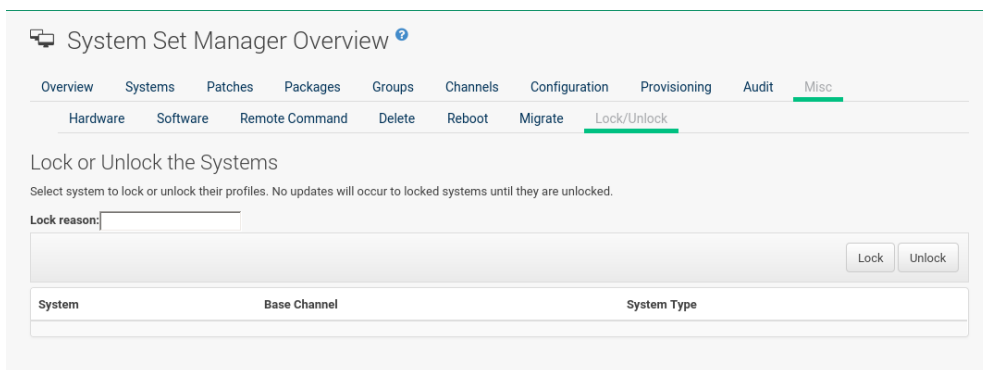 System Set Manager Overview ?
Overview Systems Patches Packages Groups Channels Configuration Provisioning Audit Misc
Hardware Software Remote Command Delete Reboot Migrate Lock/Unlock
Lock or Unlock the Systems
Select system to lock or unlock their profiles. No updates will occur to locked systems until they are unlocked.
Lock reason:
Lock Unlock
System Base Channel System Type